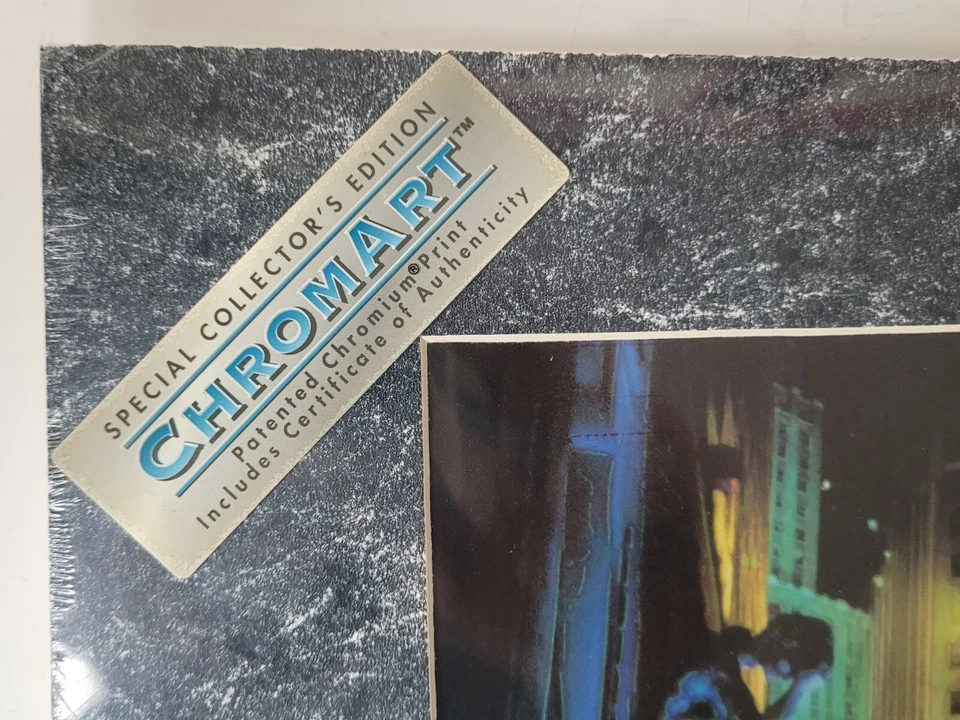 SPECIAL COLLECTOR'S EDITION
CHROMART™
Patented Chromium® Print
Includes Certificate of Authenticity